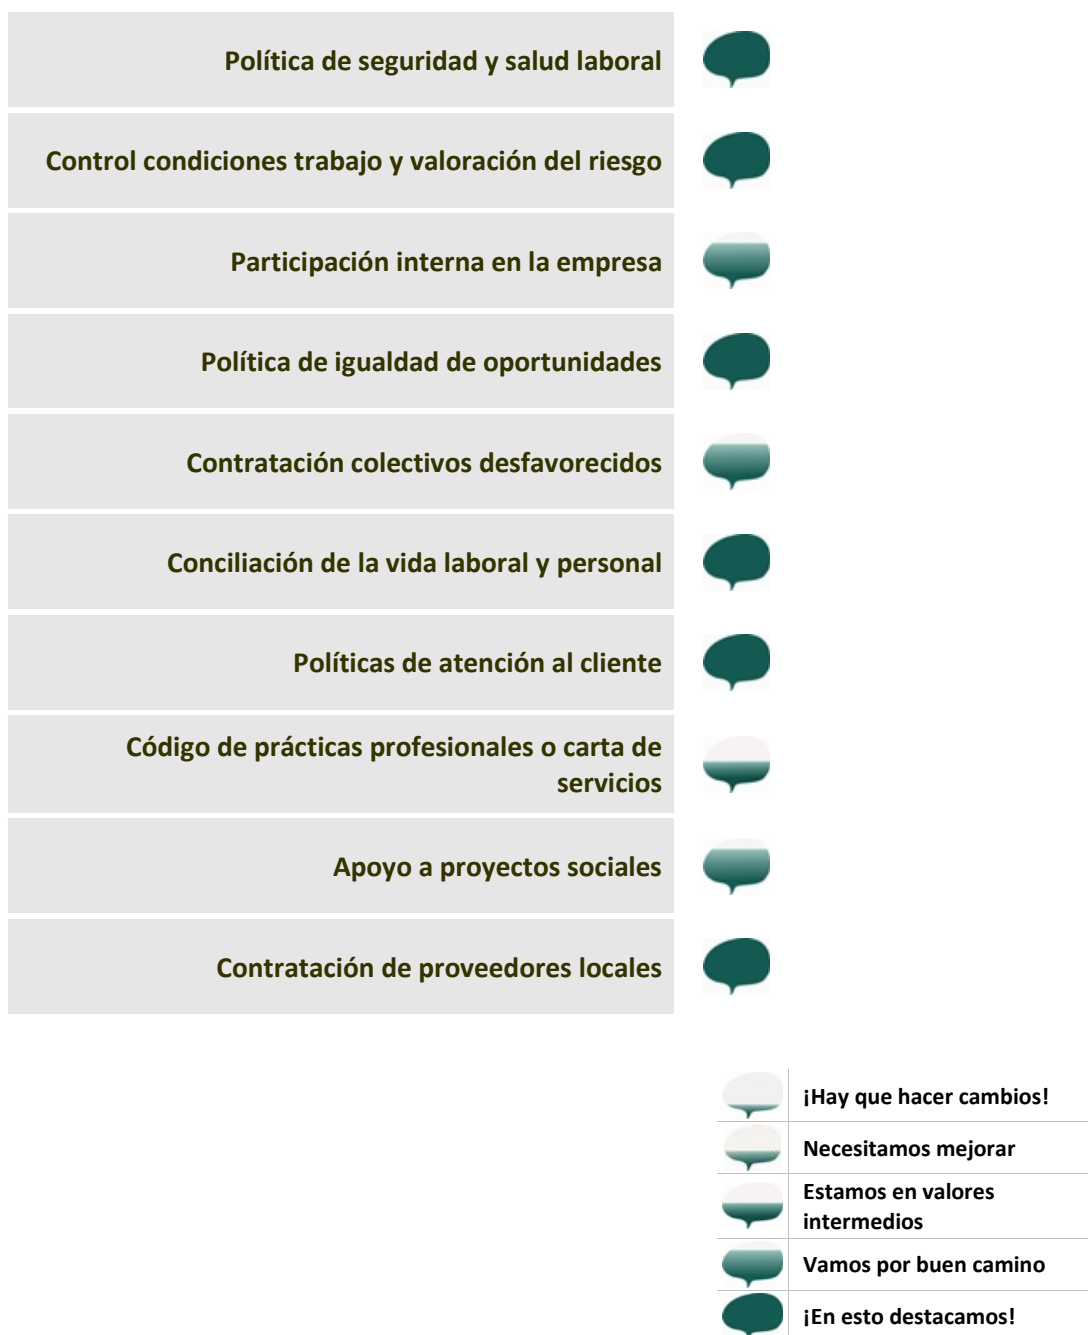 Política de seguridad y salud laboral
Control condiciones trabajo y valoración del riesgo
Participación interna en la empresa
Política de igualdad de oportunidades
Contratación colectivos desfavorecidos
Conciliación de la vida laboral y personal
Políticas de atención al cliente
Código de prácticas profesionales o carta de
servicios
Apoyo a proyectos sociales
Contratación de proveedores locales
¡Hay que hacer cambios!
Necesitamos mejorar
Estamos en valores
intermedios
Vamos por buen camino
¡En esto destacamos!